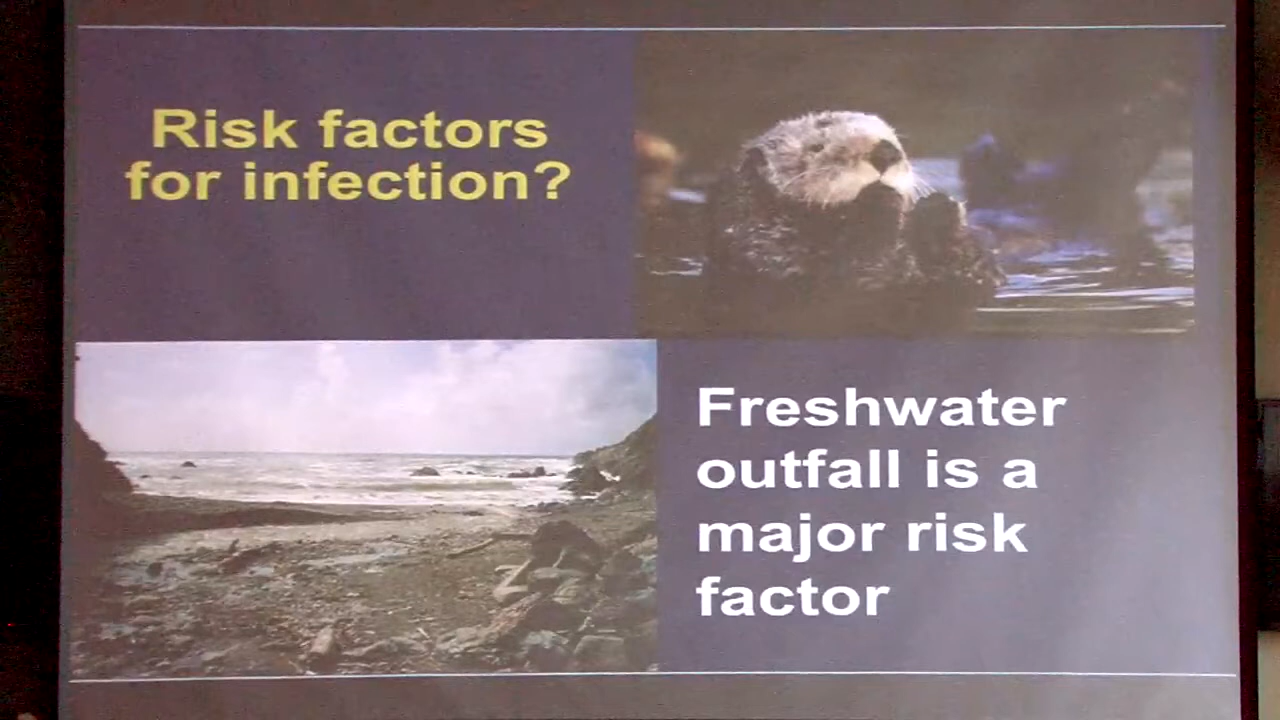 Risk factors
for infection?
Freshwater
outfall is a
major risk
factor